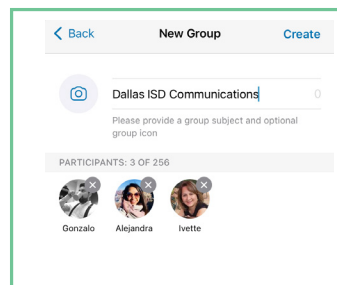 Back New Group Create
Dallas ISD Communications 0
Please provide a group subject and optional
group icon
PARTICIPANTS: 3 OF 256
Gonzalo Alejandra Ivette